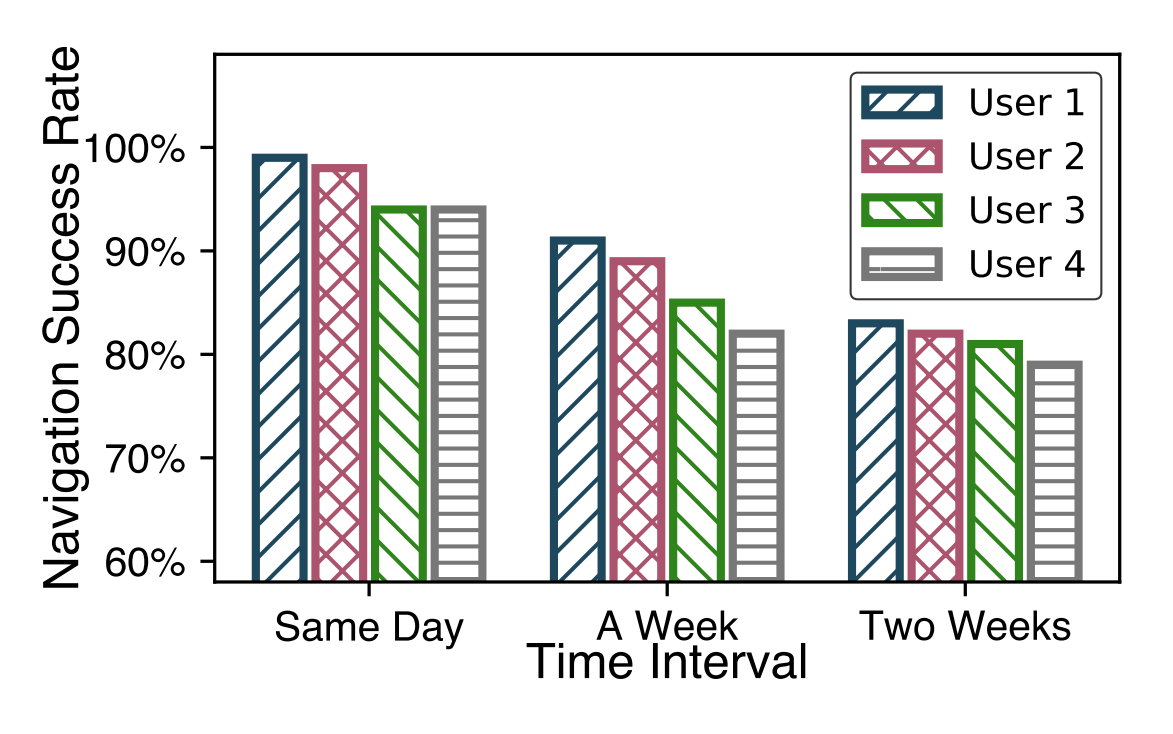 Navigation Success Rate
100%
90%
80%
70%
60%
User 1
User 2
User 3
User 4
Same Day
A Week
Two Weeks
Time Interval